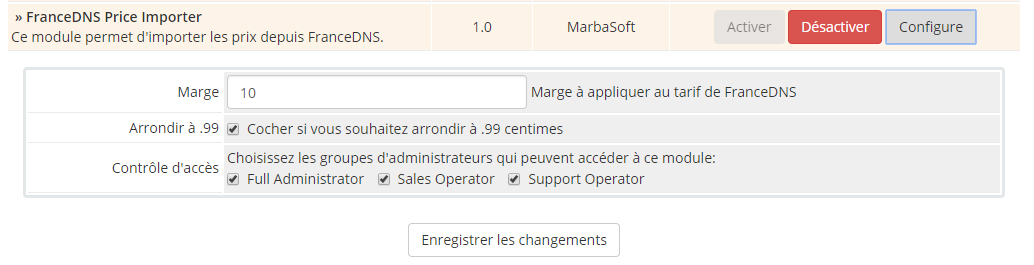 » FranceDNS Price Importer
Ce module permet d'importer les prix depuis FranceDNS.
1.0
MarbaSoft
Activer
Désactiver
Configure
Marge
10
Marge à appliquer au tarif de FranceDNS
Arrondir à .99
Cocher si vous souhaitez arrondir à .99 centimes
Contrôle d'accès
Choisissez les groupes d'administrateurs qui peuvent accéder à ce module:
Full Administrator Sales Operator Support Operator
Enregistrer les changements